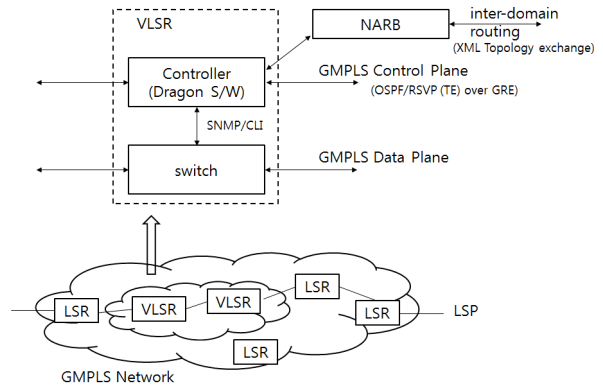 VLSR
NARB
inter-domain
routing
(XML Topology exchange)
Controller
(Dragon S/W)
GMPLS Control Plane
(OSPF/RSVP (TE) over GRE)
SNMP/CLI
switch
GMPLS Data Plane
LSR
VLSR
VLSR
LSR
LSR
LSP
LSR
GMPLS Network